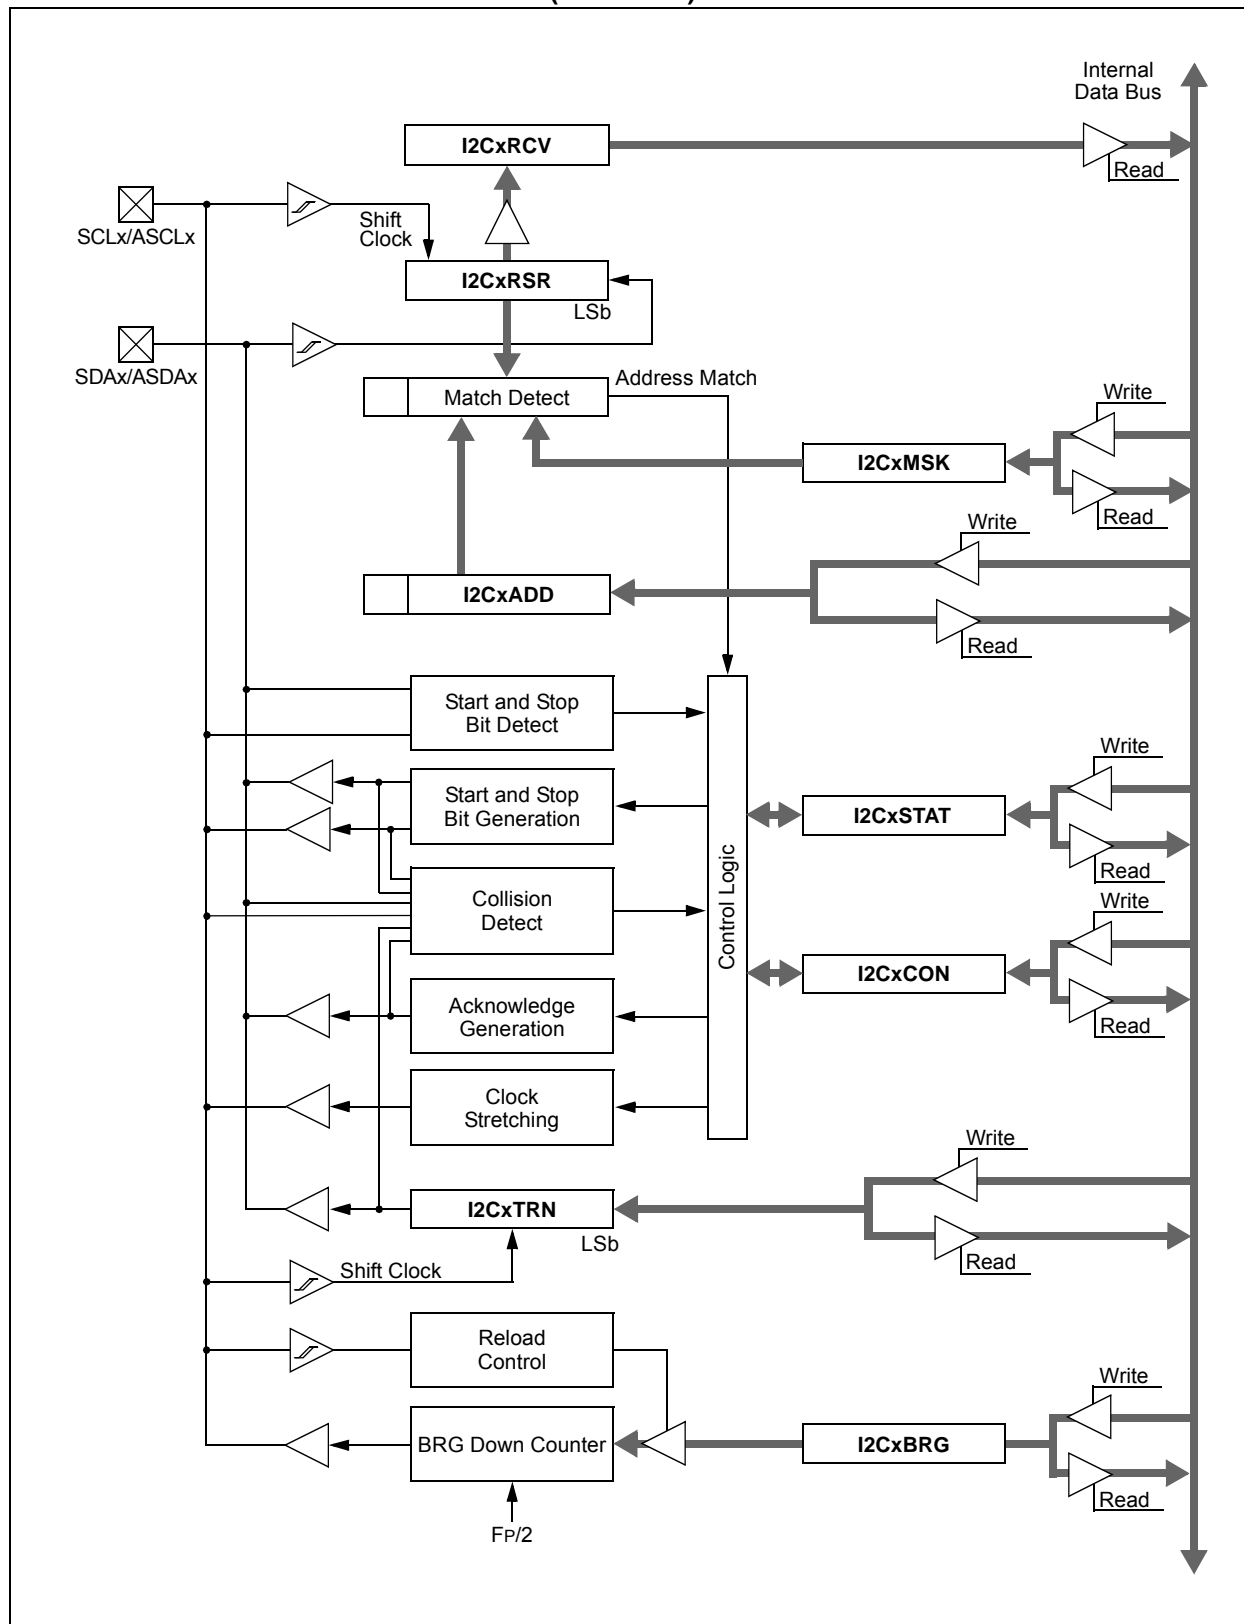 Internal
Data Bus
I2CxRCV
Read
SCLx/ASCLx
Shift
Clock
I2CxRSR
LSb
SDAx/ASDAx
Address Match
Match Detect
Write
I2CxMSK
Read
Write
I2CxADD
Read
Start and Stop
Bit Detect
Write
Start and Stop
Bit Generation
I2CxSTAT
Read
Control Logic
Collision
Detect
Write
I2CxCON
Read
Acknowledge
Generation
Clock
Stretching
Write
I2CxTRN
LSb
Read
Shift Clock
Reload
Control
Write
BRG Down Counter
I2CxBRG
Read
FP/2